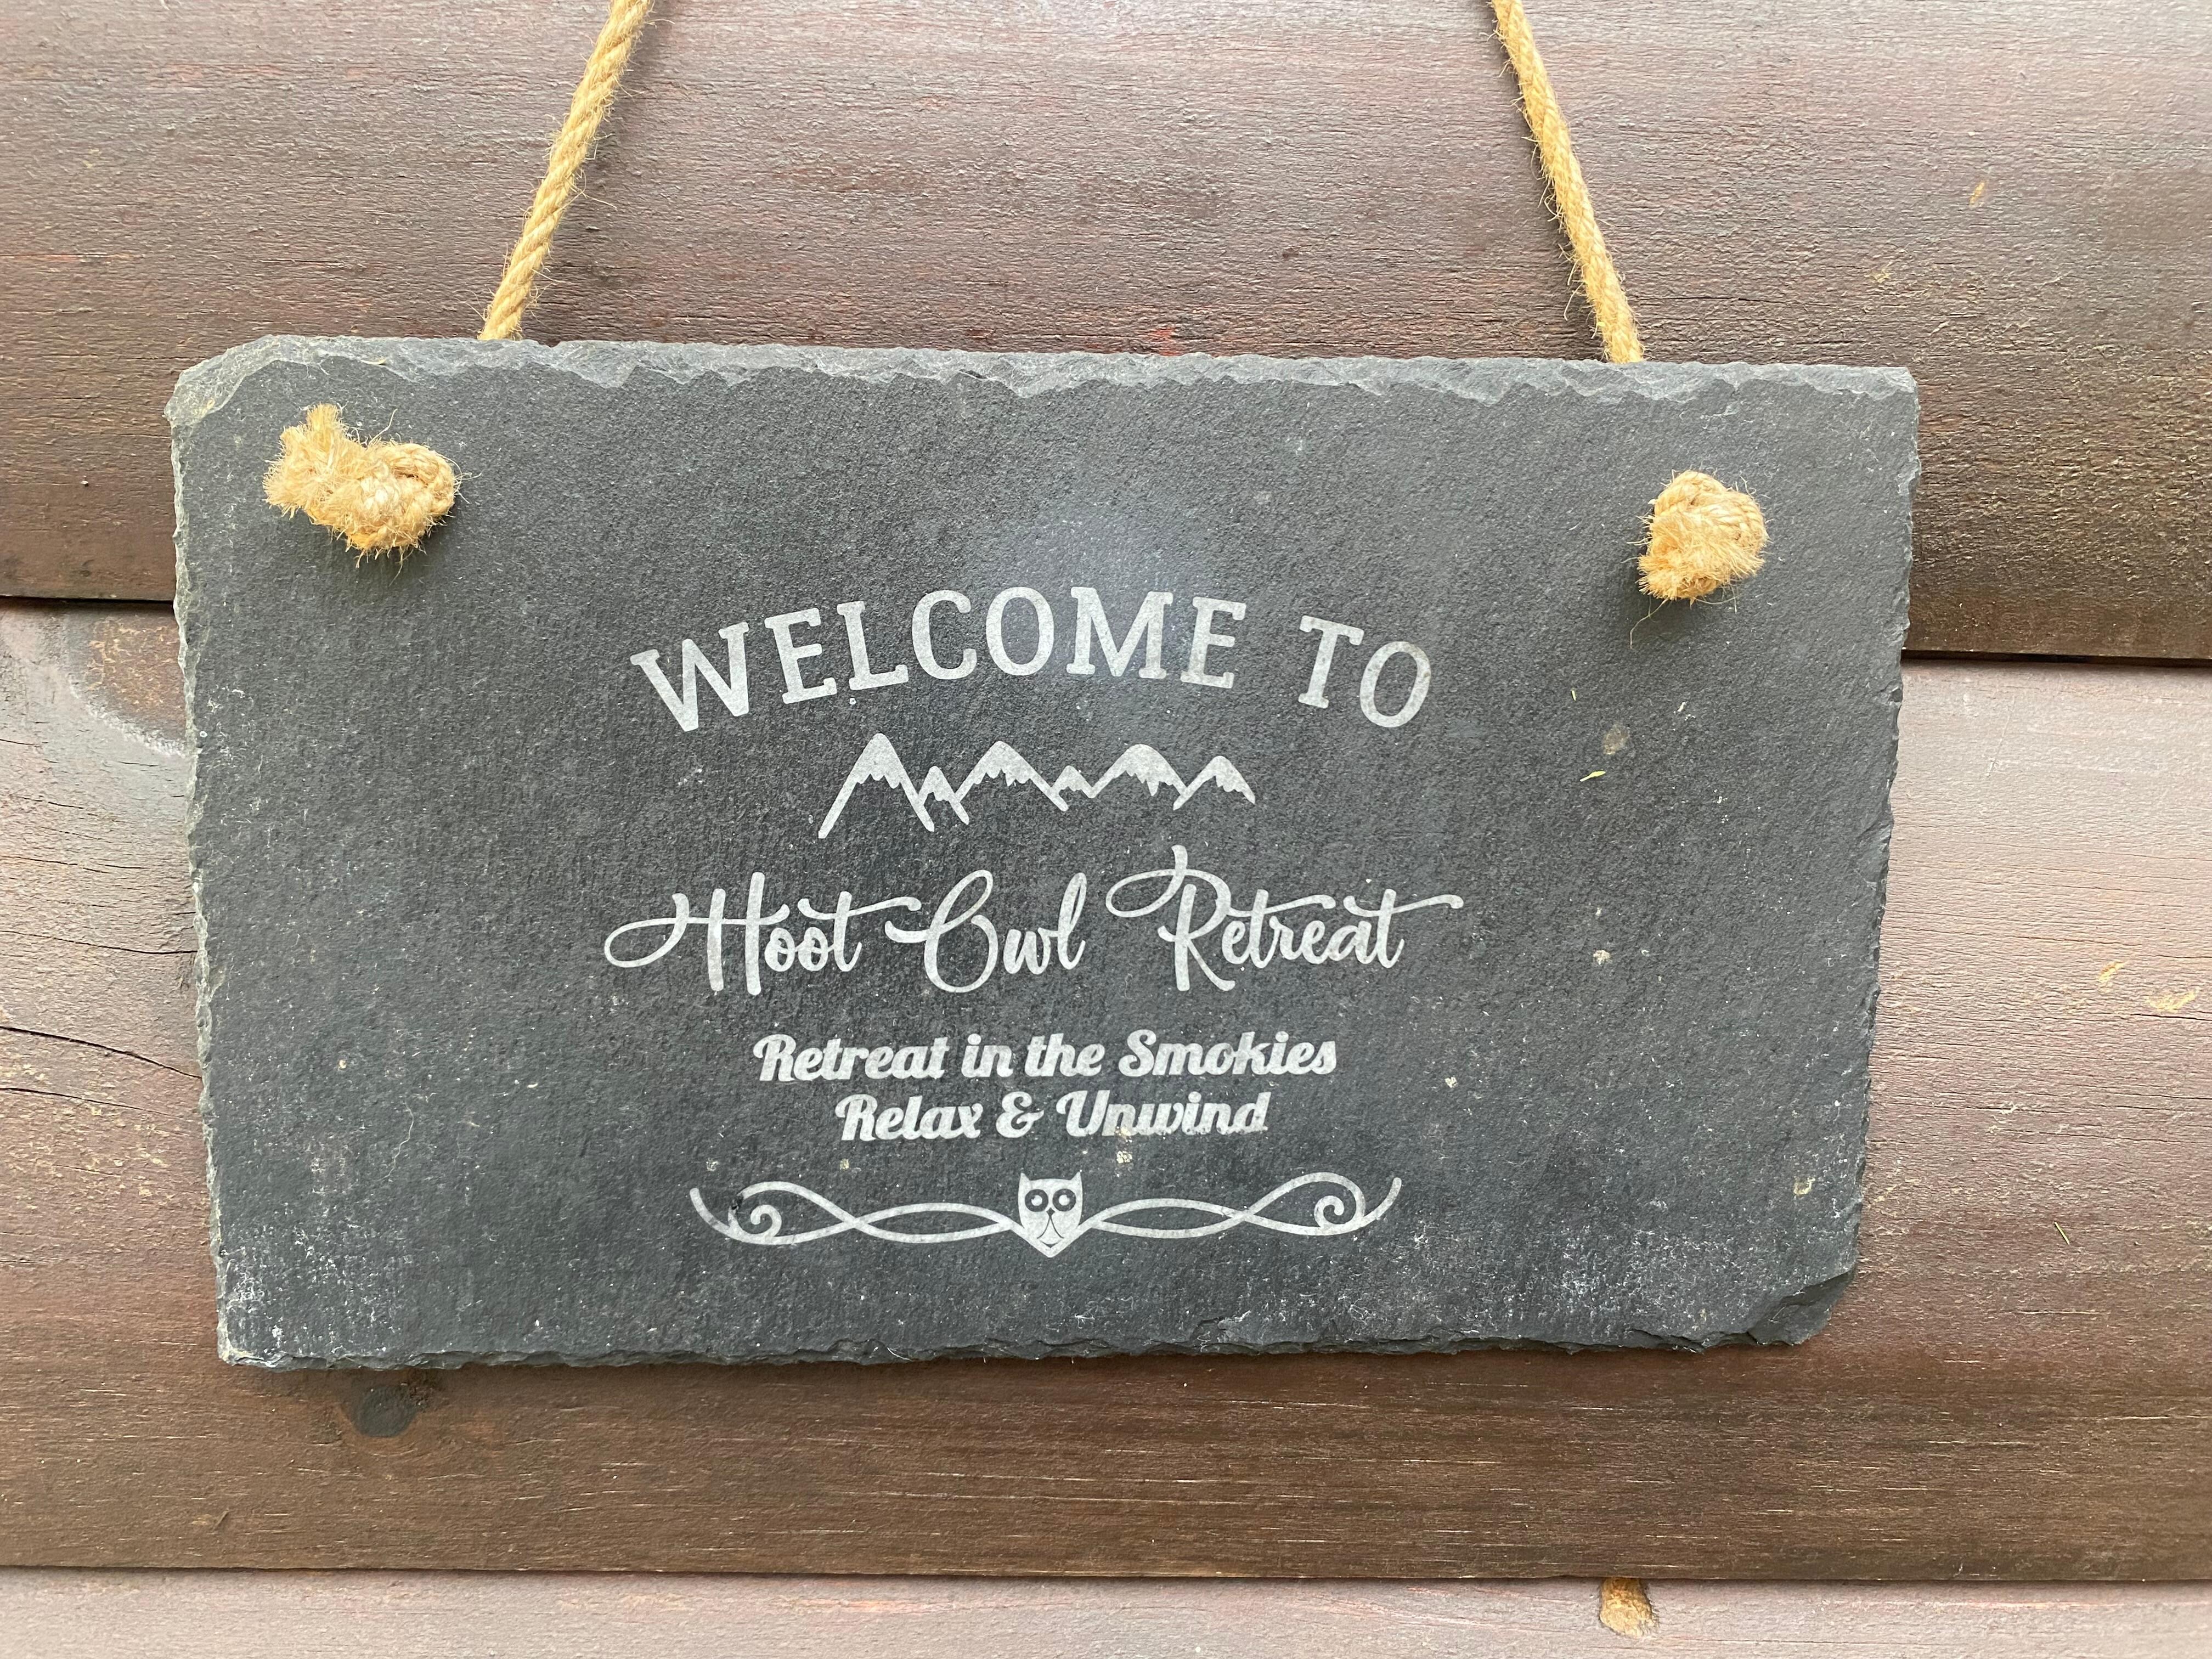 WELCOME TO
Hoot Owl Retreat
Retreat in the Smokies
Relax & Unwind